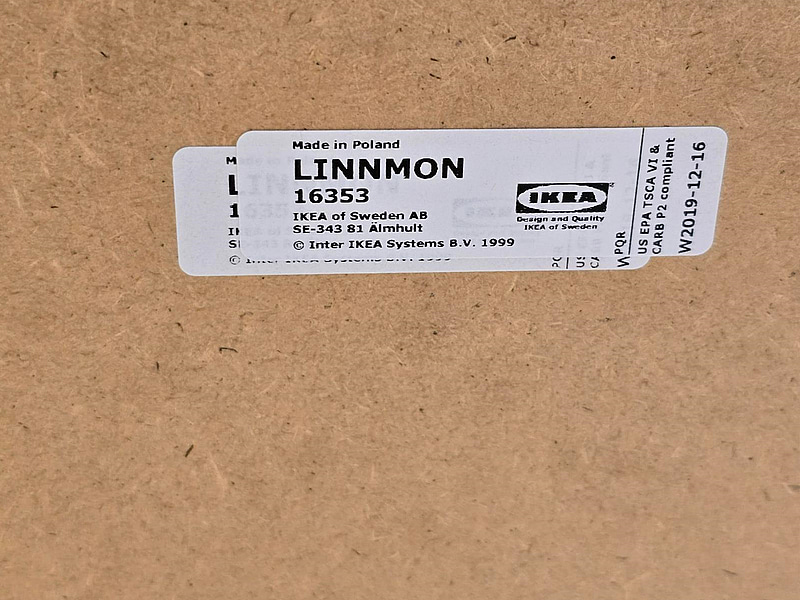 Made in Poland
LINNMON
16353
IKEA of Sweden AB
SE-343 81 Älmhult
© Inter IKEA Systems B.V. 1999
IKEA
Design and Quality
IKEA of Sweden
PQR
US EPA TSCA VI &
CARB P2 compliant
W2019-12-16